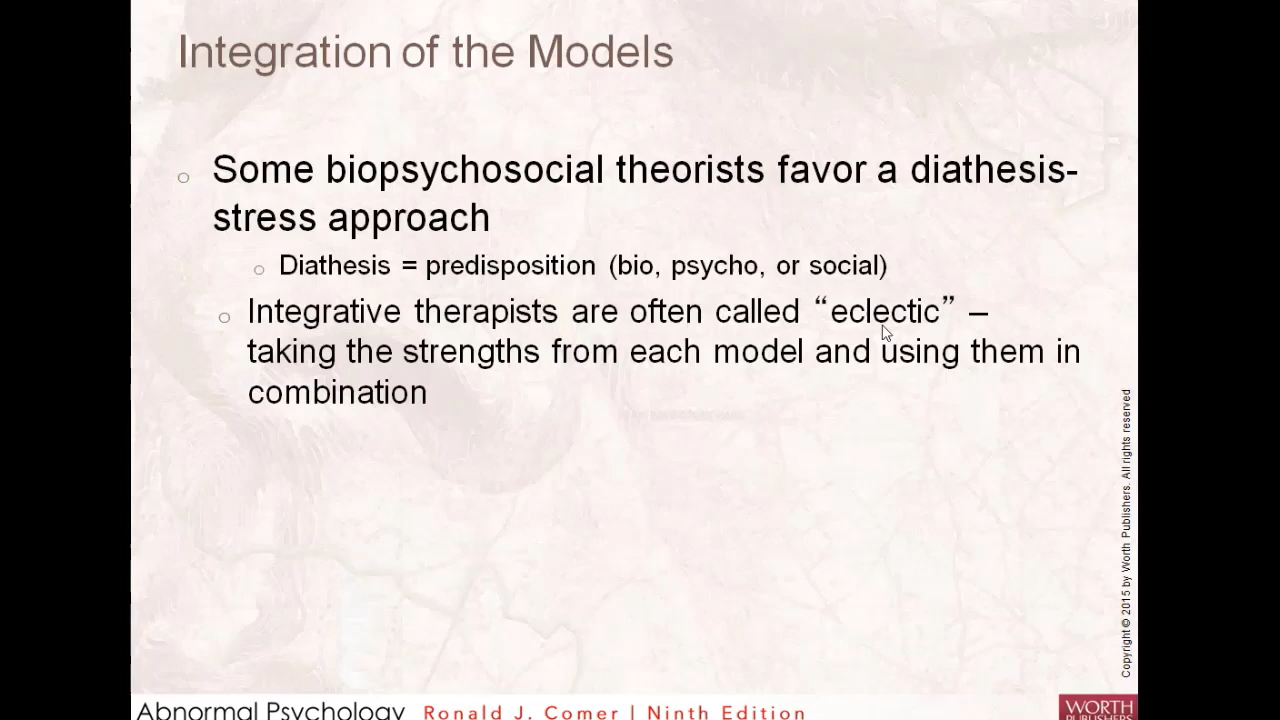 Integration of the Models
Some biopsychosocial theorists favor a diathesis-
stress approach
Diathesis = predisposition (bio, psycho, or social)
Integrative therapists are often called “eclectic” –
taking the strengths from each model and using them in
combination
Copyright © 2015 by Worth Publishers. All rights reserved
Abnormal Psychology Ronald J. Comer | Ninth Edition
WORTH
PUBLISHERS